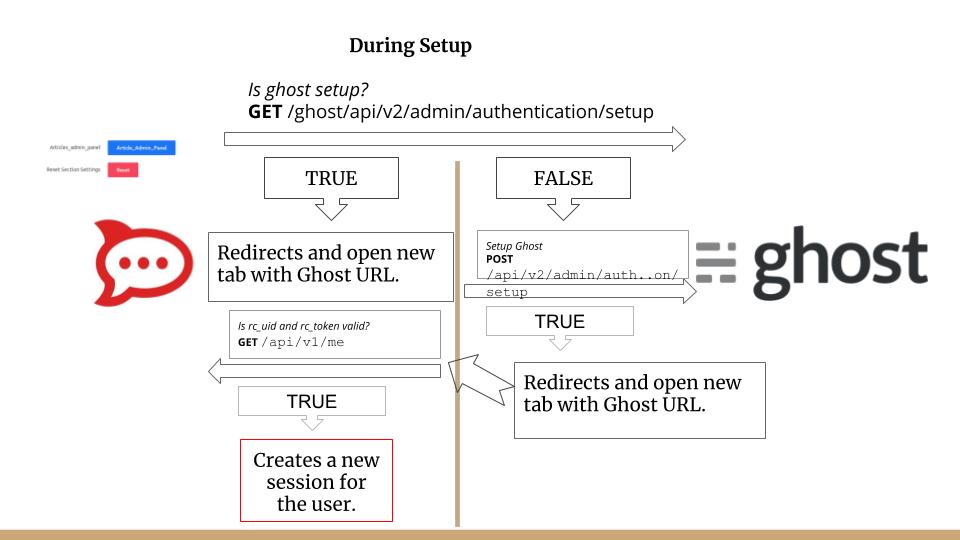 During Setup
Is ghost setup?
GET /ghost/api/v2/admin/authentication/setup
Articles_admin_panel
Article_Admin_Panel
Reset Section Settings
Reset
TRUE
FALSE
Redirects and open new
tab with Ghost URL.
Setup Ghost
POST
/api/v2/admin/auth..on/
setup
ghost
Is rc_uid and rc_token valid?
GET /api/v1/me
TRUE
TRUE
Redirects and open new
tab with Ghost URL.
Creates a new
session for
the user.